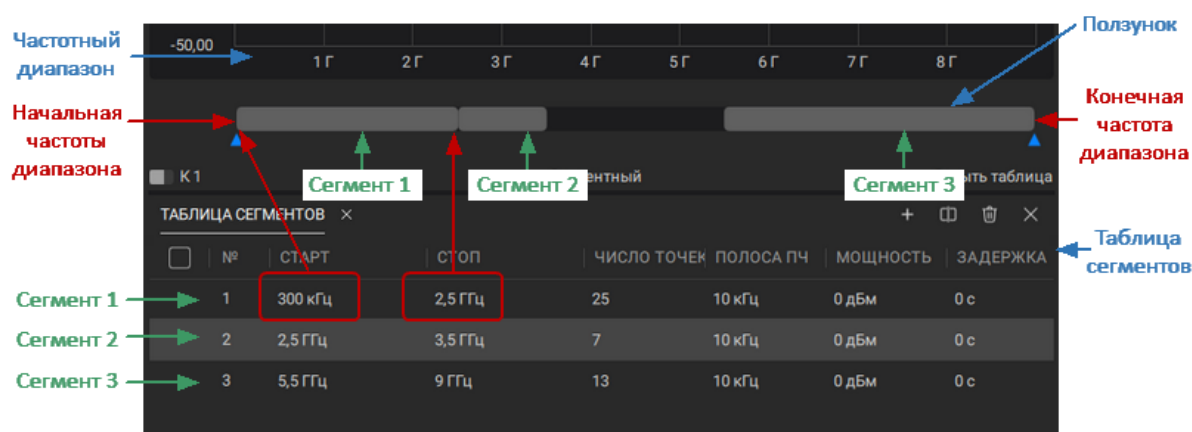 Ползунок
Частотный
диапазон
-50,00
1 Г 2 Г 3 Г 4 Г 5 Г 6 Г 7 Г 8 Г
Начальная
частоты
диапазона
Конечная
частота
диапазона
К 1
Сегмент 1
Сегмент 2
Сегмент 3
таблица
ТАБЛИЦА СЕГМЕНТОВ ×
Таблица
сегментов
№ СТАРТ СТОП ЧИСЛО ТОЧЕК ПОЛОСА ПЧ МОЩНОСТЬ ЗАДЕРЖКА
Сегмент 1 1 300 кГц 2,5 ГГц 25 10 кГц 0 дБм 0 с
Сегмент 2 2 2,5 ГГц 3,5 ГГц 7 10 кГц 0 дБм 0 с
Сегмент 3 3 5,5 ГГц 9 ГГц 13 10 кГц 0 дБм 0 с